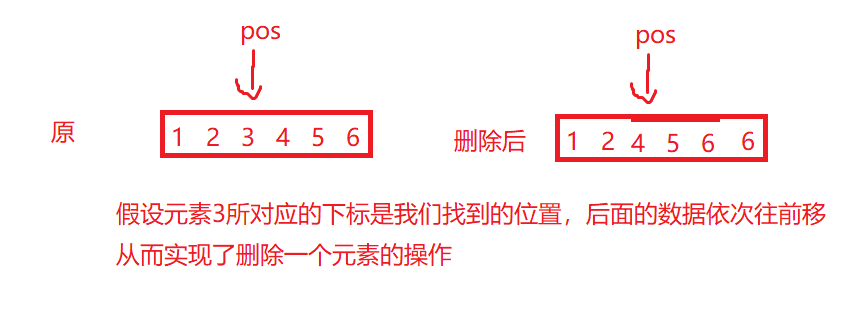 pos
pos
原
1 2 3 4 5 6
删除后
1 2 4 5 6 6
假设元素3所对应的下标是我们找到的位置，后面的数据依次往前移
从而实现了删除一个元素的操作